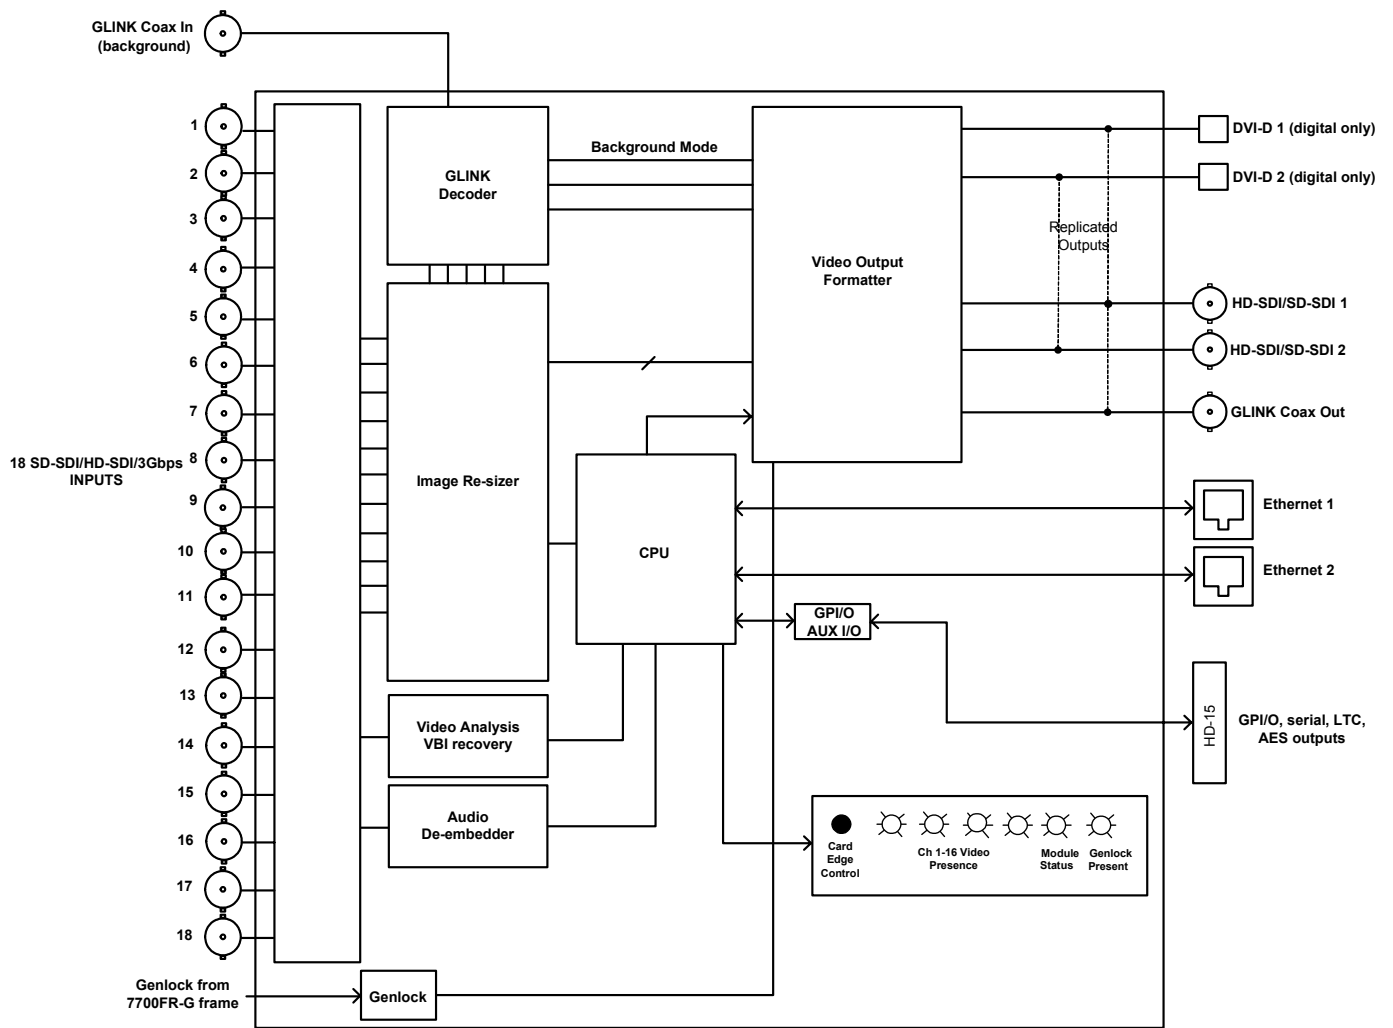 GLINK Coax In
(background)
1
2
3
4
5
6
7
8
9
10
11
12
13
14
15
16
17
18
18 SD-SDI/HD-SDI/3Gbps
INPUTS
Genlock from
7700FR-G frame
Genlock
GLINK
Decoder
Background Mode
Image Re-sizer
Video Analysis
VBI recovery
Audio
De-embedder
CPU
Video Output
Formatter
GPI/O
AUX I/O
Replicated
Outputs
DVI-D 1 (digital only)
DVI-D 2 (digital only)
HD-SDI/SD-SDI 1
HD-SDI/SD-SDI 2
GLINK Coax Out
Ethernet 1
Ethernet 2
HD-15
GPI/O, serial, LTC,
AES outputs
Card
Edge
Control
Ch 1-16 Video
Presence
Module
Status
Genlock
Present